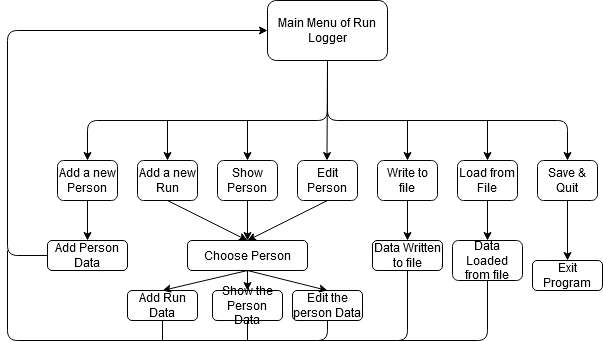 Main Menu of Run
Logger
Add a new
Person
Add a new
Run
Show
Person
Edit
Person
Write to
file
Load from
File
Save &
Quit
Add Person
Data
Choose Person
Data Written
to file
Data
Loaded
from file
Exit
Program
Add Run
Data
Show the
Person
Data
Edit the
person Data